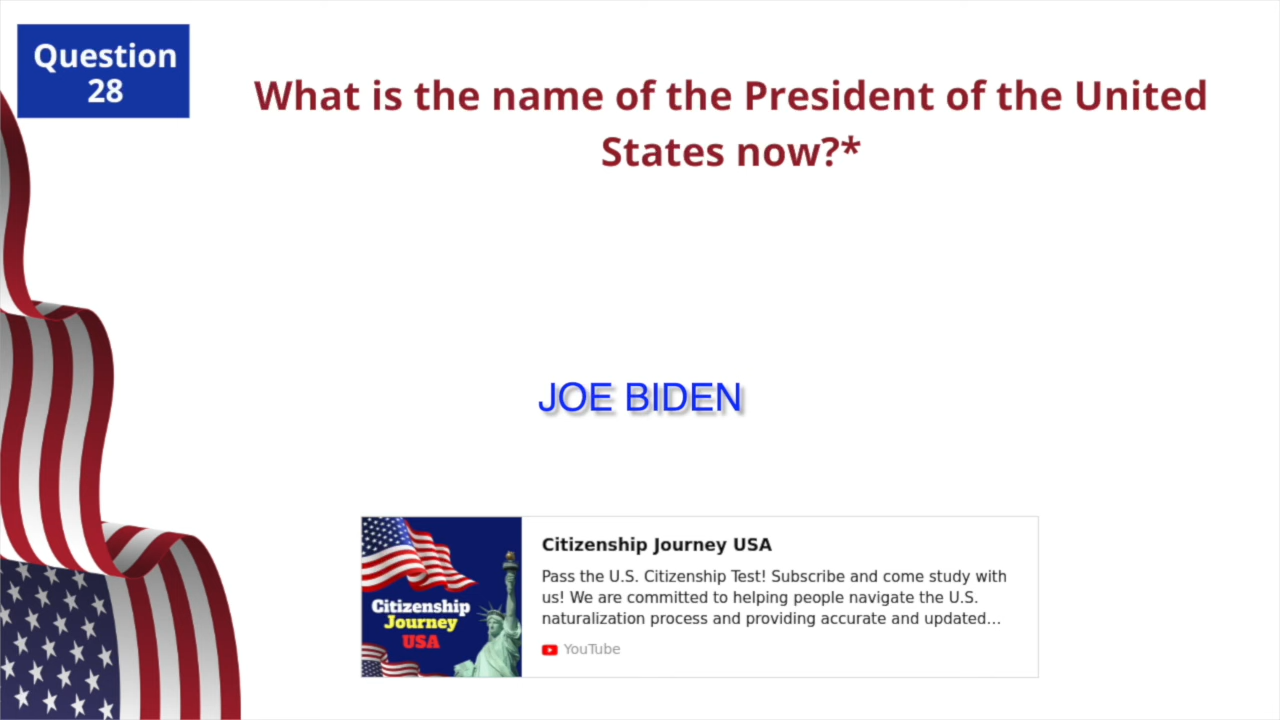 Question
28
What is the name of the President of the United
States now?*
JOE BIDEN
Citizenship
Journey
USA
Citizenship Journey USA
Pass the U.S. Citizenship Test! Subscribe and come study with
us! We are committed to helping people navigate the U.S.
naturalization process and providing accurate and updated...
YouTube